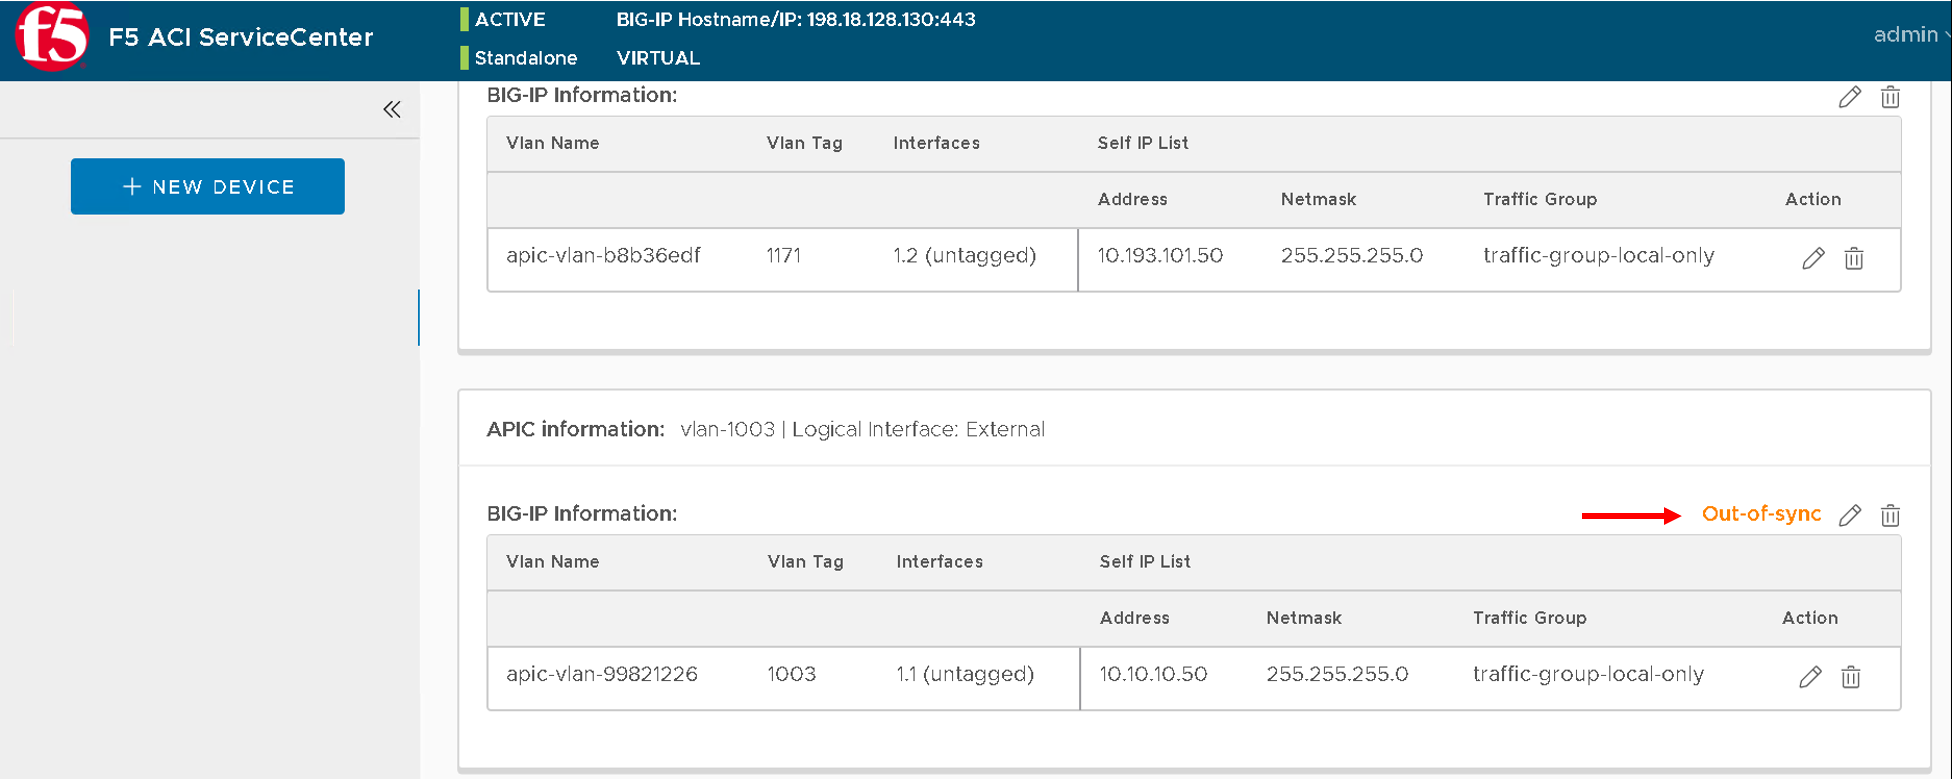 f5 F5 ACI ServiceCenter
ACTIVE BIG-IP Hostname/IP: 198.18.128.130:443
Standalone VIRTUAL
admin
+ NEW DEVICE
BIG-IP Information:
Vlan Name Vlan Tag Interfaces Self IP List
Address Netmask Traffic Group Action
apic-vlan-b8b36edf 1171 1.2 (untagged) 10.193.101.50 255.255.255.0 traffic-group-local-only
APIC information: vlan-1003 | Logical Interface: External
BIG-IP Information: Out-of-sync
Vlan Name Vlan Tag Interfaces Self IP List
Address Netmask Traffic Group Action
apic-vlan-99821226 1003 1.1 (untagged) 10.10.10.50 255.255.255.0 traffic-group-local-only